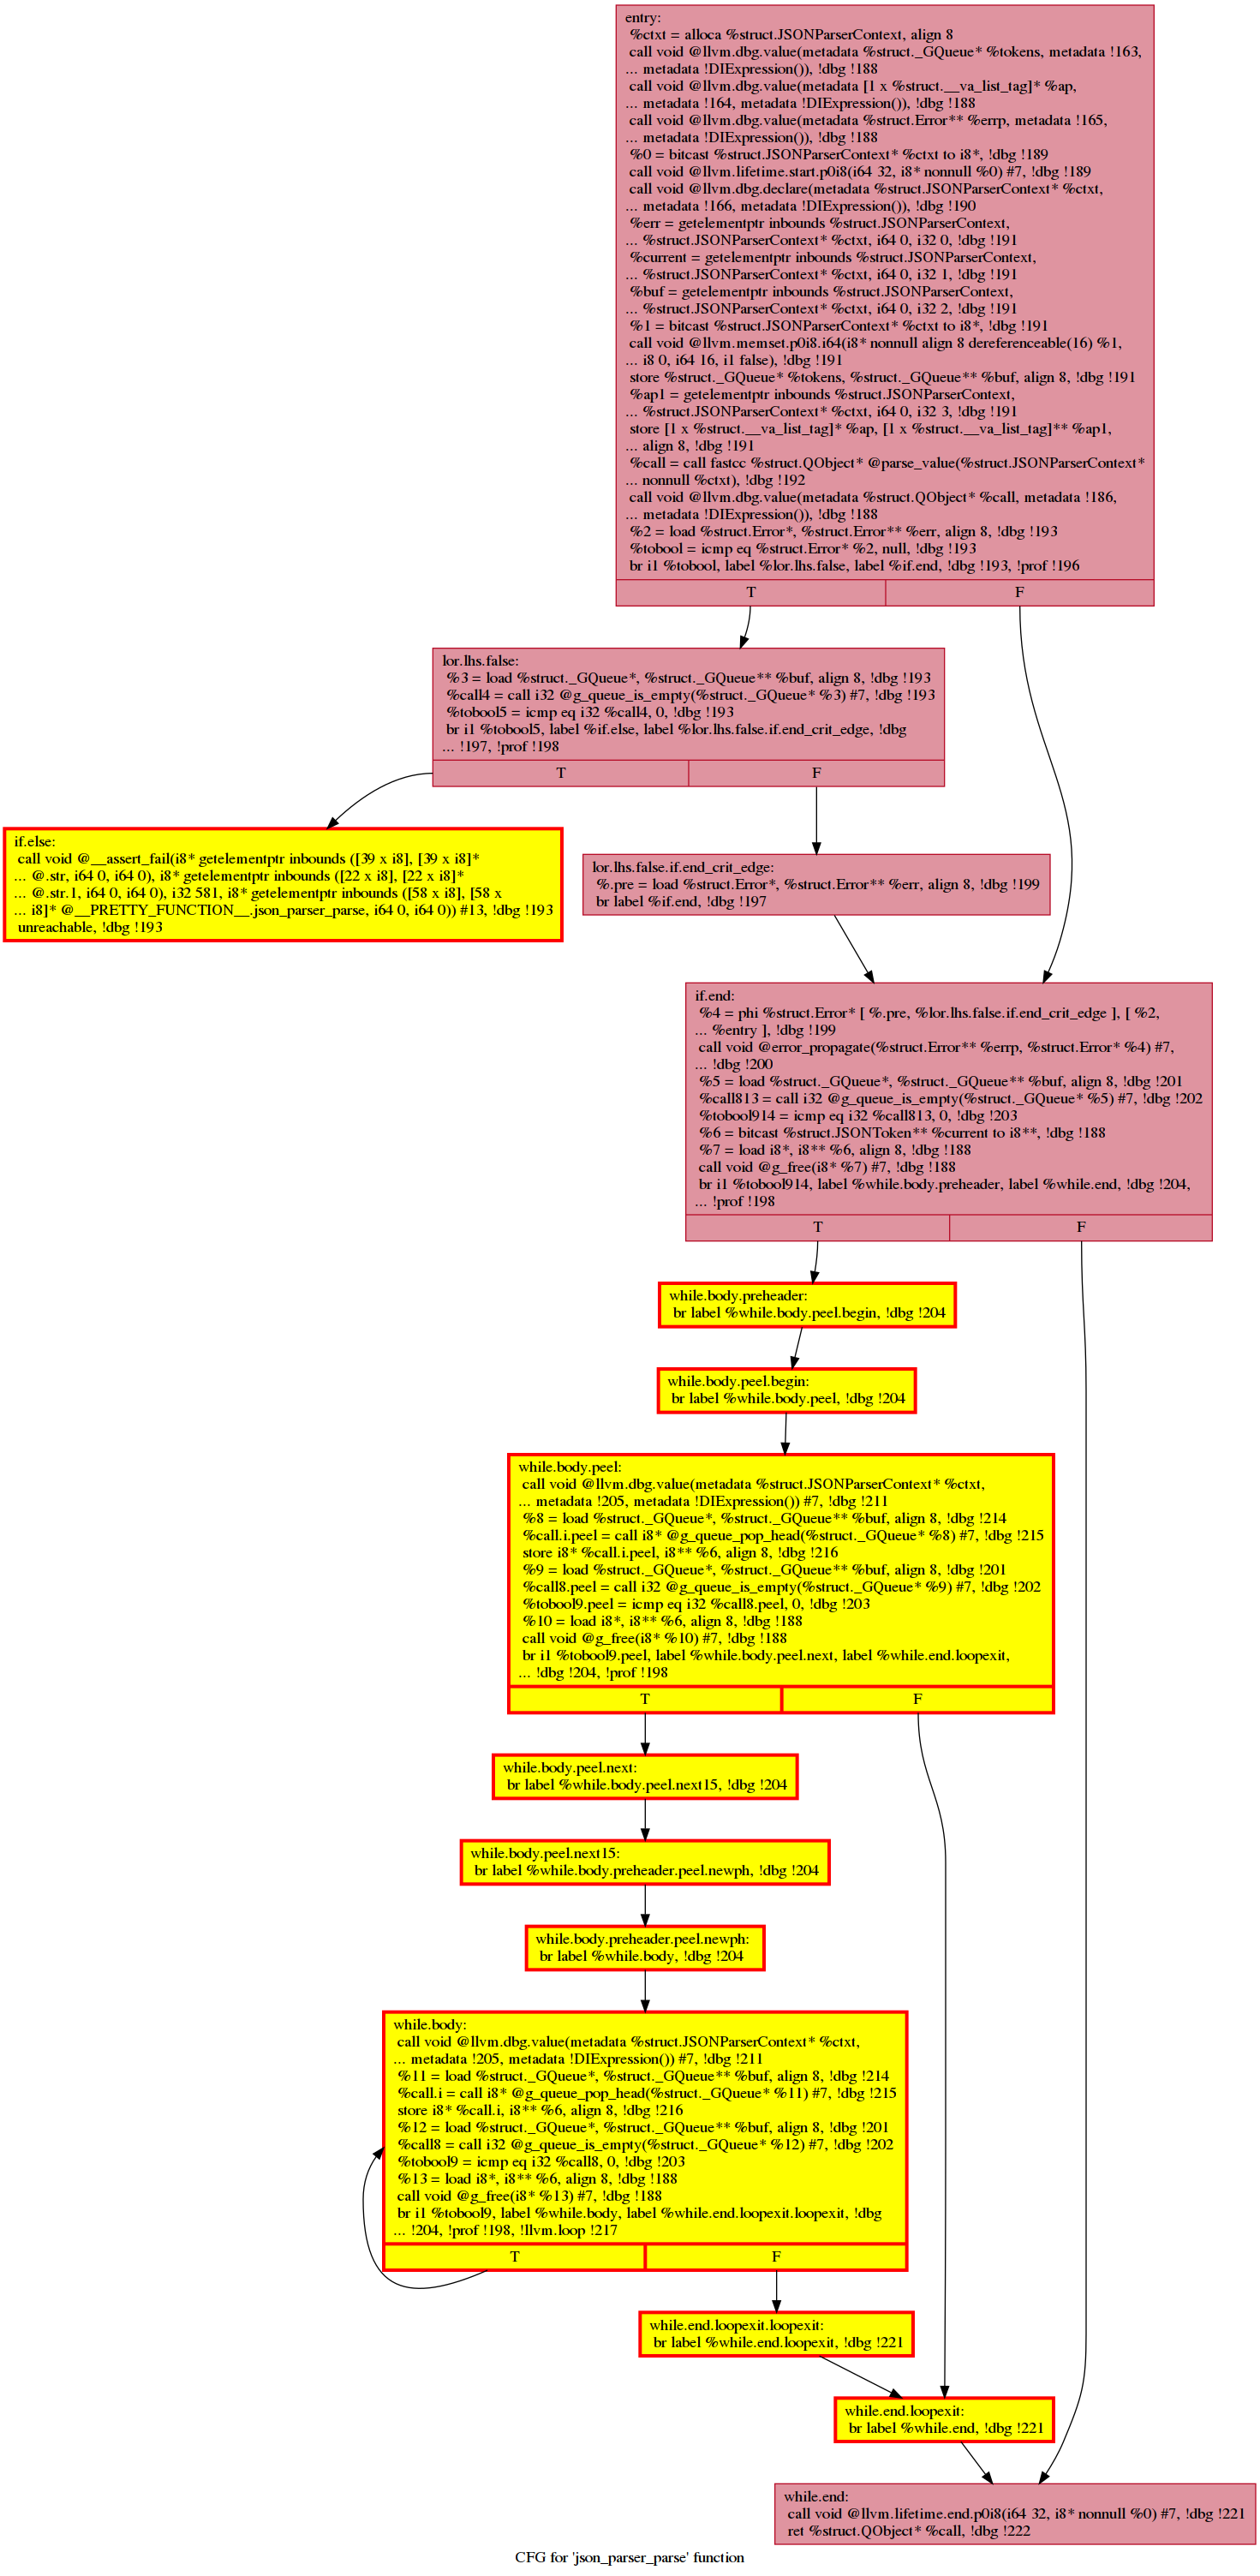 entry:
%ctxt = alloca %struct.JSONParserContext, align 8
call void @llvm.dbg.value(metadata %struct._GQueue* %tokens, metadata !163,
... metadata !DIExpression()), !dbg !188
call void @llvm.dbg.value(metadata [1 x %struct.__va_list_tag]* %ap,
... metadata !164, metadata !DIExpression()), !dbg !188
call void @llvm.dbg.value(metadata %struct.Error** %errp, metadata !165,
... metadata !DIExpression()), !dbg !188
%0 = bitcast %struct.JSONParserContext* %ctxt to i8*, !dbg !189
call void @llvm.lifetime.start.p0i8(i64 32, i8* nonnull %0) #7, !dbg !189
call void @llvm.dbg.declare(metadata %struct.JSONParserContext* %ctxt,
... metadata !166, metadata !DIExpression()), !dbg !190
%err = getelementptr inbounds %struct.JSONParserContext,
... %struct.JSONParserContext* %ctxt, i64 0, i32 0, !dbg !191
%current = getelementptr inbounds %struct.JSONParserContext,
... %struct.JSONParserContext* %ctxt, i64 0, i32 1, !dbg !191
%buf = getelementptr inbounds %struct.JSONParserContext,
... %struct.JSONParserContext* %ctxt, i64 0, i32 2, !dbg !191
%1 = bitcast %struct.JSONParserContext* %ctxt to i8*, !dbg !191
call void @llvm.memset.p0i8.i64(i8* nonnull align 8 dereferenceable(16) %1,
... i8 0, i64 16, i1 false), !dbg !191
store %struct._GQueue* %tokens, %struct._GQueue** %buf, align 8, !dbg !191
%ap1 = getelementptr inbounds %struct.JSONParserContext,
... %struct.JSONParserContext* %ctxt, i64 0, i32 3, !dbg !191
store [1 x %struct.__va_list_tag]* %ap, [1 x %struct.__va_list_tag]** %ap1,
... align 8, !dbg !191
%call = call fastcc %struct.QObject* @parse_value(%struct.JSONParserContext*
... nonnull %ctxt), !dbg !192
call void @llvm.dbg.value(metadata %struct.QObject* %call, metadata !186,
... metadata !DIExpression()), !dbg !188
%2 = load %struct.Error*, %struct.Error** %err, align 8, !dbg !193
%tobool = icmp eq %struct.Error* %2, null, !dbg !193
br i1 %tobool, label %lor.lhs.false, label %if.end, !dbg !193, !prof !196
T
F
lor.lhs.false:
%3 = load %struct._GQueue*, %struct._GQueue** %buf, align 8, !dbg !193
%call4 = call i32 @g_queue_is_empty(%struct._GQueue* %3) #7, !dbg !193
%tobool5 = icmp eq i32 %call4, 0, !dbg !193
br i1 %tobool5, label %if.else, label %lor.lhs.false.if.end_crit_edge, !dbg
... !197, !prof !198
T
F
if.else:
call void @__assert_fail(i8* getelementptr inbounds ([39 x i8], [39 x i8]*
... @.str, i64 0, i64 0), i8* getelementptr inbounds ([22 x i8], [22 x i8]*
... @.str.1, i64 0, i64 0), i32 581, i8* getelementptr inbounds ([58 x i8], [58 x
... i8]* @__PRETTY_FUNCTION__.json_parser_parse, i64 0, i64 0)) #13, !dbg !193
unreachable, !dbg !193
lor.lhs.false.if.end_crit_edge:
%.pre = load %struct.Error*, %struct.Error** %err, align 8, !dbg !199
br label %if.end, !dbg !197
if.end:
%4 = phi %struct.Error* [ %.pre, %lor.lhs.false.if.end_crit_edge ], [ %2,
... %entry ], !dbg !199
call void @error_propagate(%struct.Error** %errp, %struct.Error* %4) #7,
... !dbg !200
%5 = load %struct._GQueue*, %struct._GQueue** %buf, align 8, !dbg !201
%call813 = call i32 @g_queue_is_empty(%struct._GQueue* %5) #7, !dbg !202
%tobool914 = icmp eq i32 %call813, 0, !dbg !203
%6 = bitcast %struct.JSONToken** %current to i8**, !dbg !188
%7 = load i8*, i8** %6, align 8, !dbg !188
call void @g_free(i8* %7) #7, !dbg !188
br i1 %tobool914, label %while.body.preheader, label %while.end, !dbg !204,
... !prof !198
T
F
while.body.preheader:
br label %while.body.peel.begin, !dbg !204
while.body.peel.begin:
br label %while.body.peel, !dbg !204
while.body.peel:
call void @llvm.dbg.value(metadata %struct.JSONParserContext* %ctxt,
... metadata !205, metadata !DIExpression()) #7, !dbg !211
%8 = load %struct._GQueue*, %struct._GQueue** %buf, align 8, !dbg !214
%call.i.peel = call i8* @g_queue_pop_head(%struct._GQueue* %8) #7, !dbg !215
store i8* %call.i.peel, i8** %6, align 8, !dbg !216
%9 = load %struct._GQueue*, %struct._GQueue** %buf, align 8, !dbg !201
%call8.peel = call i32 @g_queue_is_empty(%struct._GQueue* %9) #7, !dbg !202
%tobool9.peel = icmp eq i32 %call8.peel, 0, !dbg !203
%10 = load i8*, i8** %6, align 8, !dbg !188
call void @g_free(i8* %10) #7, !dbg !188
br i1 %tobool9.peel, label %while.body.peel.next, label %while.end.loopexit,
... !dbg !204, !prof !198
T
F
while.body.peel.next:
br label %while.body.peel.next15, !dbg !204
while.body.peel.next15:
br label %while.body.preheader.peel.newph, !dbg !204
while.body.preheader.peel.newph:
br label %while.body, !dbg !204
while.body:
call void @llvm.dbg.value(metadata %struct.JSONParserContext* %ctxt,
... metadata !205, metadata !DIExpression()) #7, !dbg !211
%11 = load %struct._GQueue*, %struct._GQueue** %buf, align 8, !dbg !214
%call.i = call i8* @g_queue_pop_head(%struct._GQueue* %11) #7, !dbg !215
store i8* %call.i, i8** %6, align 8, !dbg !216
%12 = load %struct._GQueue*, %struct._GQueue** %buf, align 8, !dbg !201
%call8 = call i32 @g_queue_is_empty(%struct._GQueue* %12) #7, !dbg !202
%tobool9 = icmp eq i32 %call8, 0, !dbg !203
%13 = load i8*, i8** %6, align 8, !dbg !188
call void @g_free(i8* %13) #7, !dbg !188
br i1 %tobool9, label %while.body, label %while.end.loopexit.loopexit, !dbg
... !204, !prof !198, !llvm.loop !217
T
F
while.end.loopexit.loopexit:
br label %while.end.loopexit, !dbg !221
while.end.loopexit:
br label %while.end, !dbg !221
while.end:
call void @llvm.lifetime.end.p0i8(i64 32, i8* nonnull %0) #7, !dbg !221
ret %struct.QObject* %call, !dbg !222
CFG for 'json_parser_parse' function